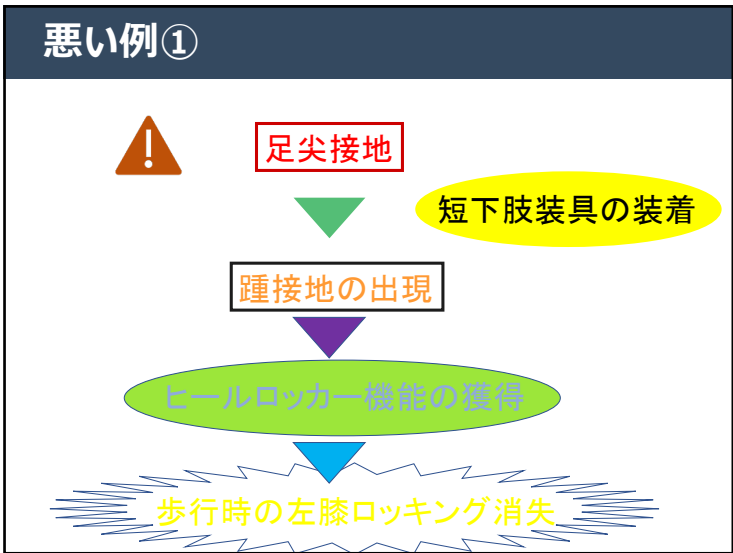 悪い例①
足尖接地
短下肢装具の装着
踵接地の出現
ヒールロッカー機能の獲得
歩行時の左膝ロッキング消失